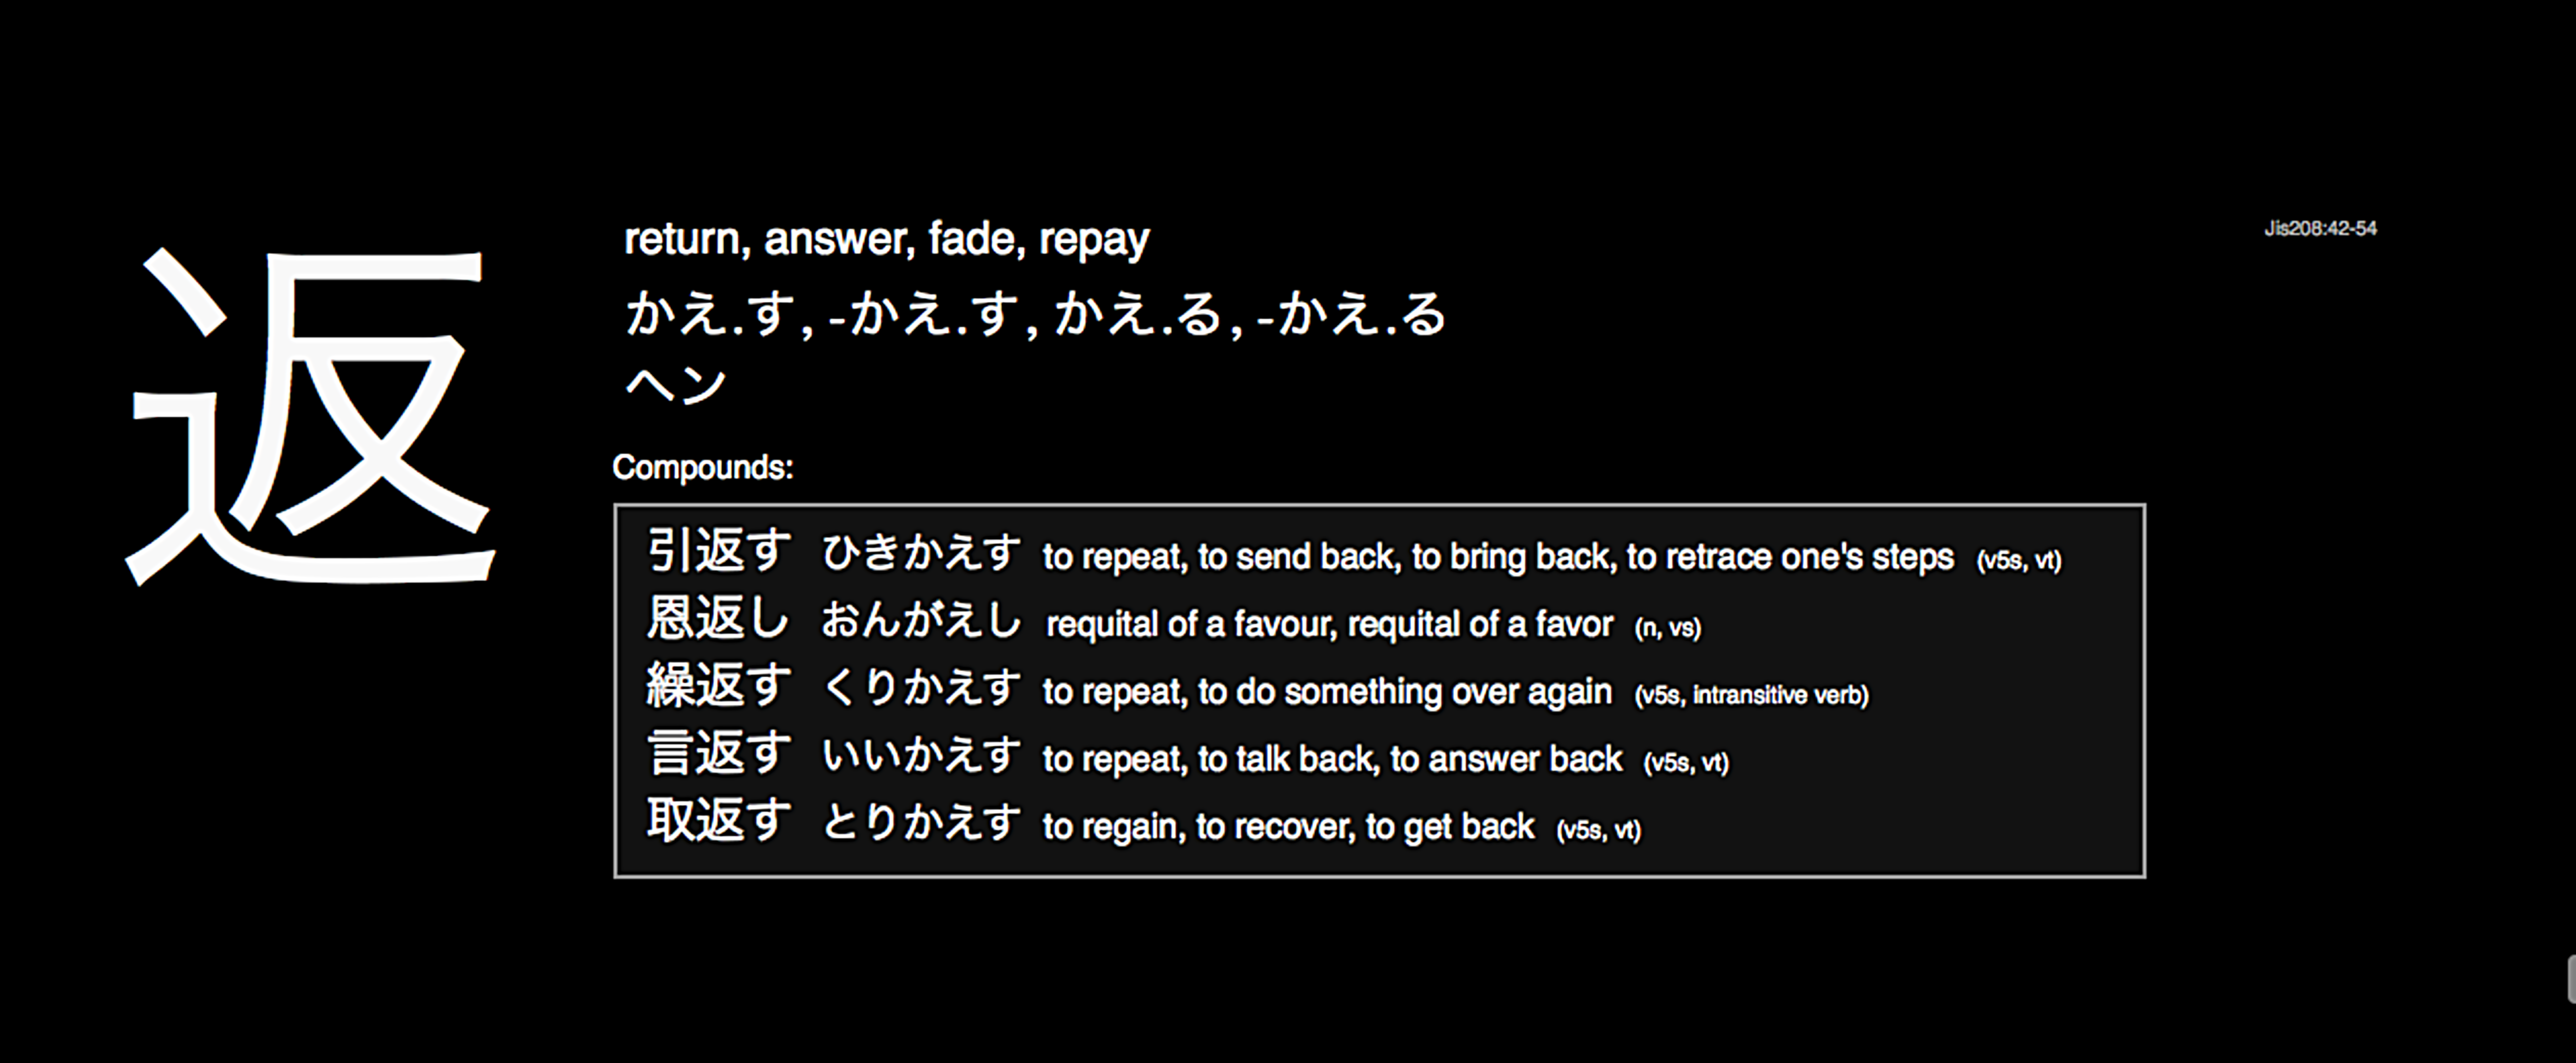 返
return, answer, fade, repay
Jis208:42-54
かえ.す, -かえ.す, かえ.る, -かえ.る
ヘン
Compounds:
引返す ひきかえす to repeat, to send back, to bring back, to retrace one's steps (v5s, vt)
恩返し おんがえし requital of a favour, requital of a favor (n, vs)
繰返す くりかえす to repeat, to do something over again (v5s, intransitive verb)
言返す いいかえす to repeat, to talk back, to answer back (v5s, vt)
取返す とりかえす to regain, to recover, to get back (v5s, vt)